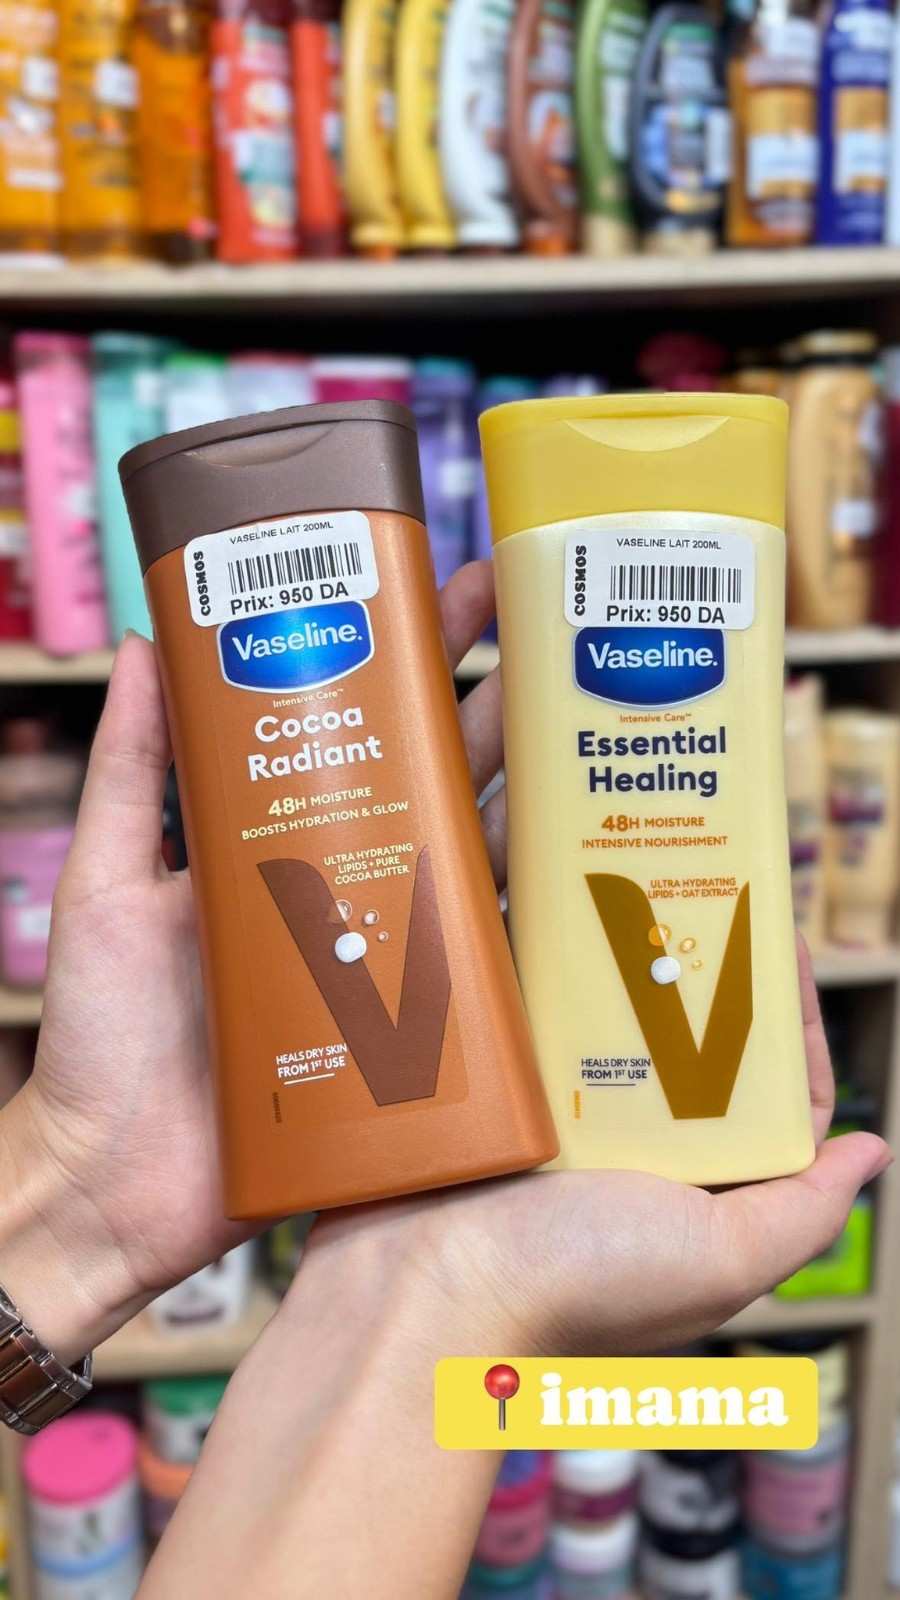 VASELINE LAIT 200ML
COSMOS
Prix: 950 DA
Vaseline.
Intensive Care™
Cocoa
Radiant
48H MOISTURE
BOOSTS HYDRATION & GLOW
ULTRA HYDRATING
LIPIDS + PURE
COCOA BUTTER
HEALS DRY SKIN
FROM 1ST USE
VASELINE LAIT 200ML
COSMOS
Prix: 950 DA
Vaseline.
Intensive Care™
Essential
Healing
48H MOISTURE
INTENSIVE NOURISHMENT
ULTRA HYDRATING
LIPIDS + OAT EXTRACT
HEALS DRY SKIN
FROM 1ST USE
imama